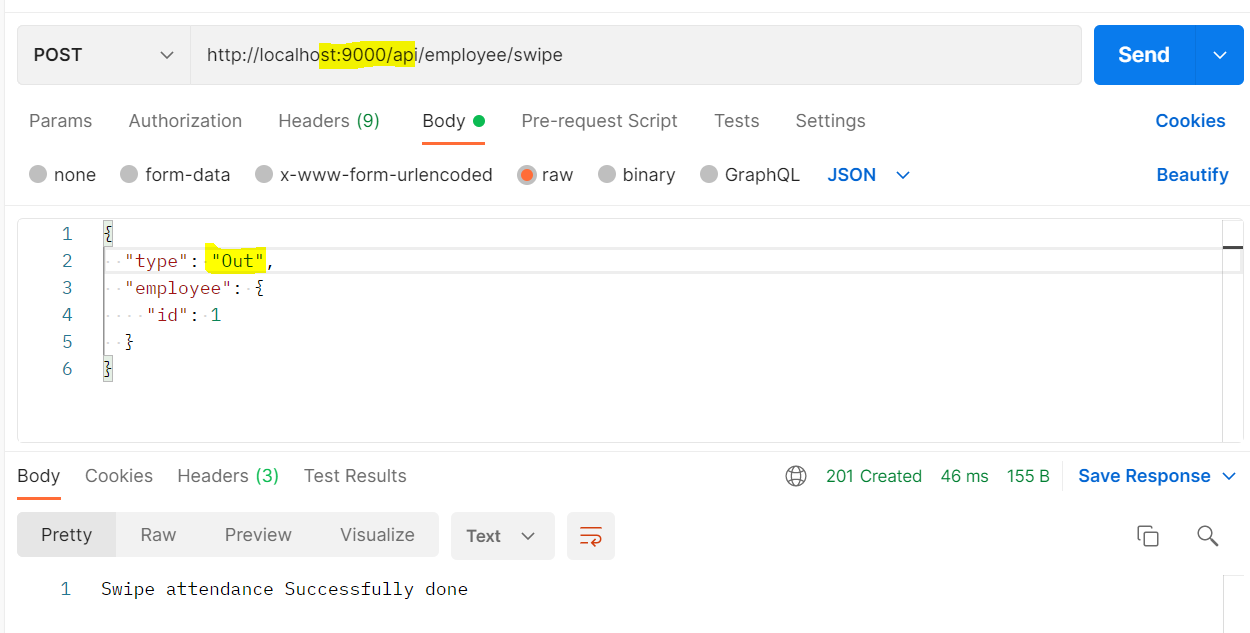 POST http://localhost:9000/api/employee/swipe Send
Params Authorization Headers (9) Body Pre-request Script Tests Settings Cookies
none form-data x-www-form-urlencoded raw binary GraphQL JSON Beautify
1 {
2 "type": "Out",
3 "employee": {
4 "id": 1
5 }
6 }
Body Cookies Headers (3) Test Results 201 Created 46 ms 155 B Save Response
Pretty Raw Preview Visualize Text
1 Swipe attendance Successfully done